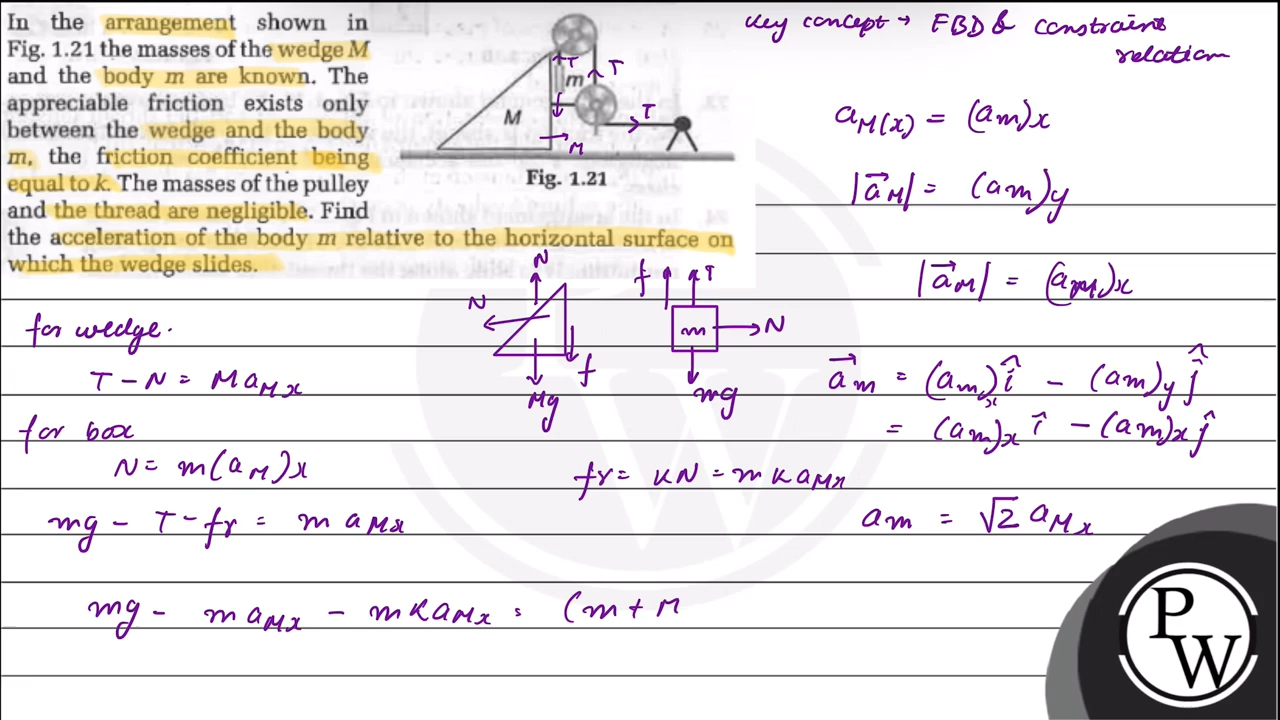 In the arrangement shown in
Fig. 1.21 the masses of the wedge M
and the body m are known. The
appreciable friction exists only
between the wedge and the body
m, the friction coefficient being
equal to k. The masses of the pulley
and the thread are negligible. Find
the acceleration of the body m relative to the horizontal surface on
which the wedge slides.
M
m
T
T
T
M
Fig. 1.21
key concept → FBD & constraint
relation
a_M(x) = (a_m)x
|a⃗_M| = (a_m)y
|a⃗_M| = (a_m)x
for wedge.
T - N = M a_Mx
for box
N = m(a_M)x
mg - T - fr = m a_Mx
mg - m a_Mx - m K a_Mx = (m + M
N
N
f
Mg
f
T
m
N
mg
fr = KN = m K a_Mx
a⃗_m = (a_m)_x î - (a_m)y ĵ
= (a_m)x î - (a_m)x ĵ
a_m = √2 a_Mx
P
W